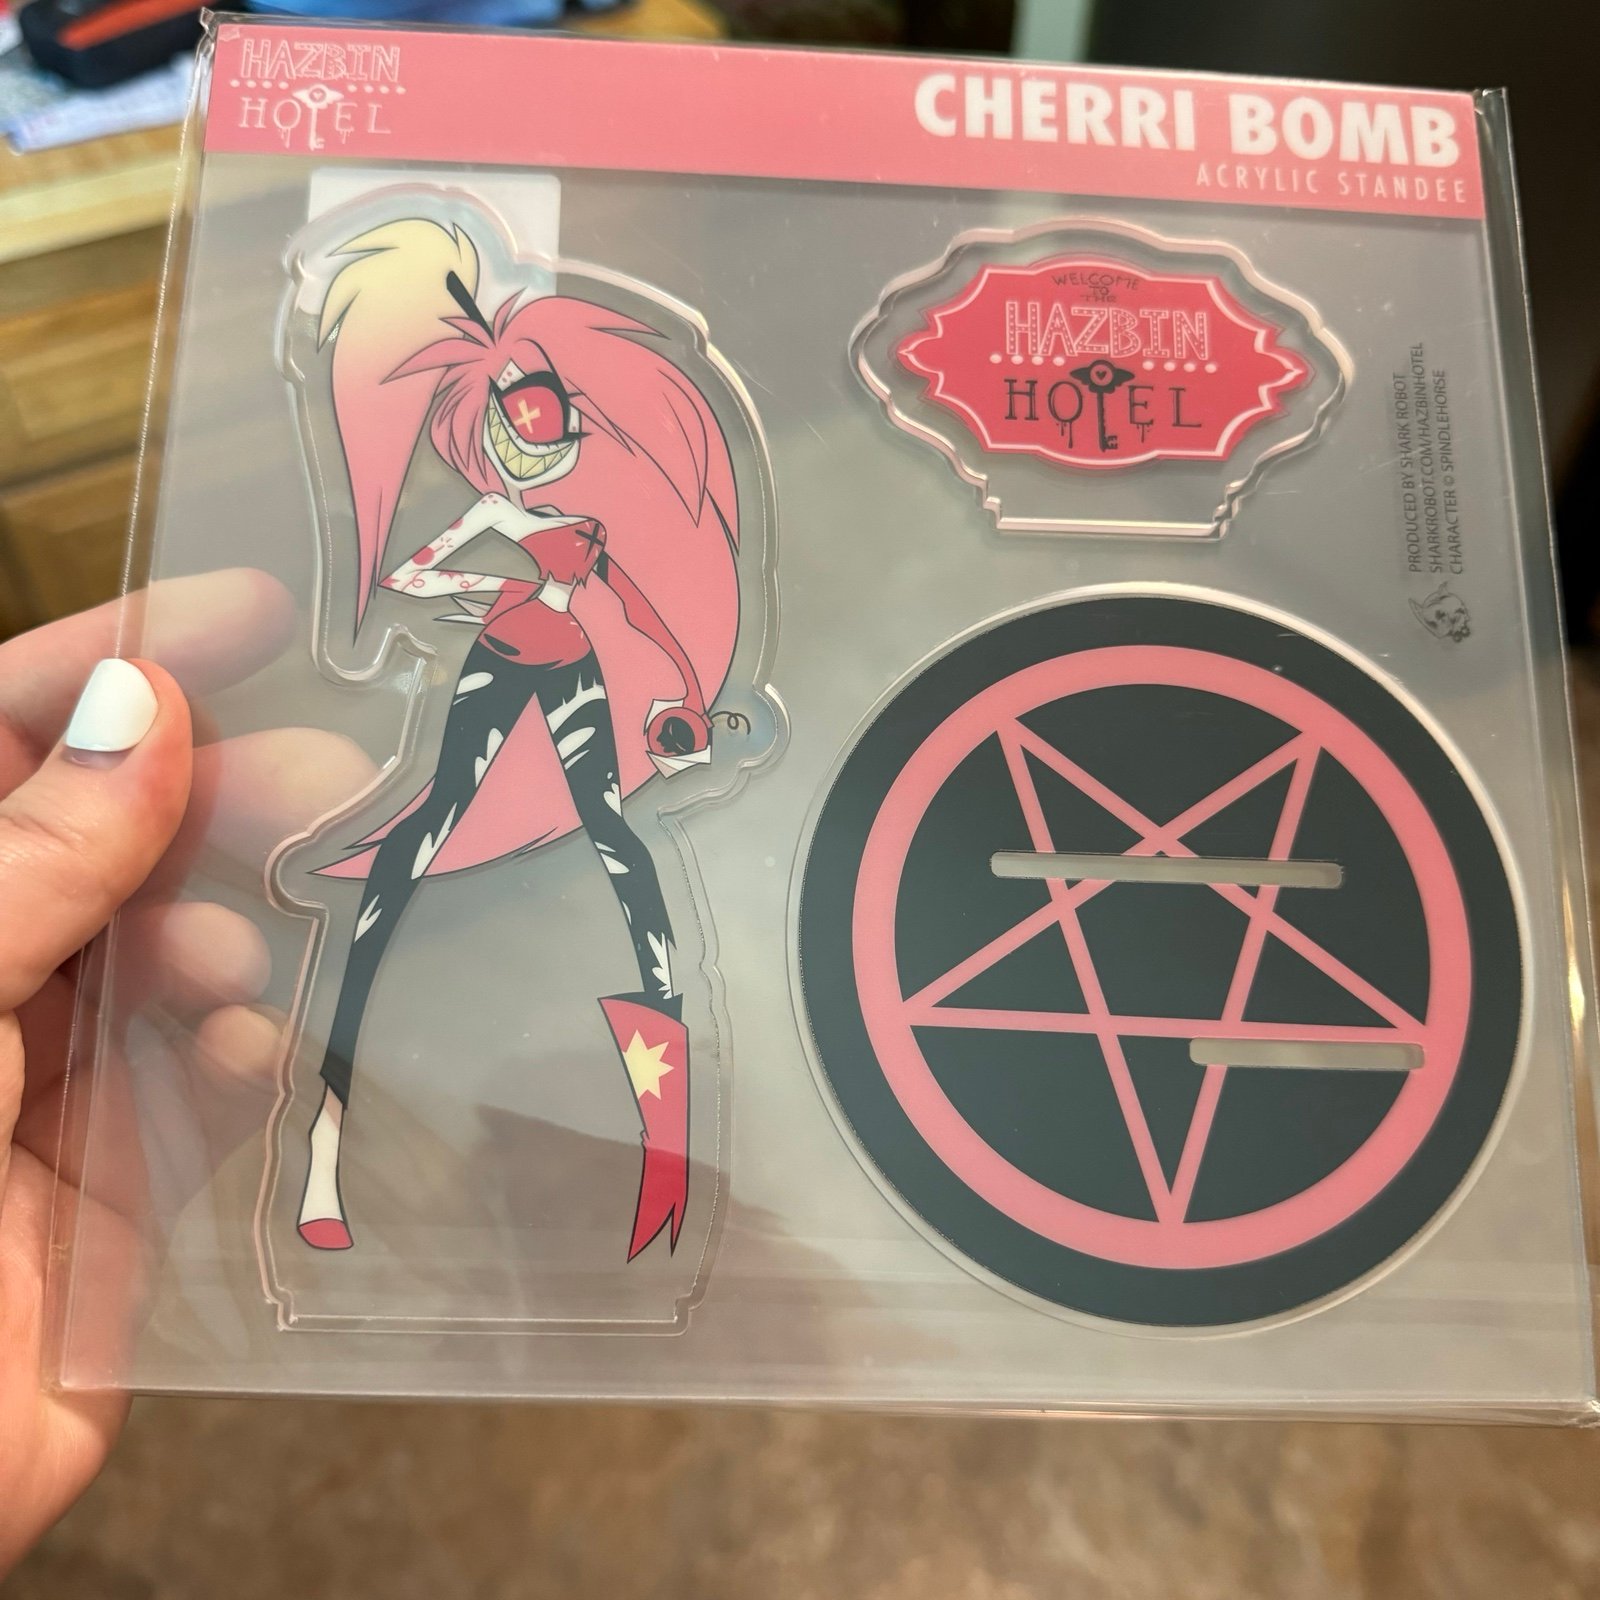 HAZBIN
HOTEL
CHERRI BOMB
ACRYLIC STANDEE
WELCOME
TO
THE
HAZBIN
HOTEL
PRODUCED BY SHARK ROBOT
SHARKROBOT.COM/HAZBINHOTEL
CHARACTER © SPINDLEHORSE